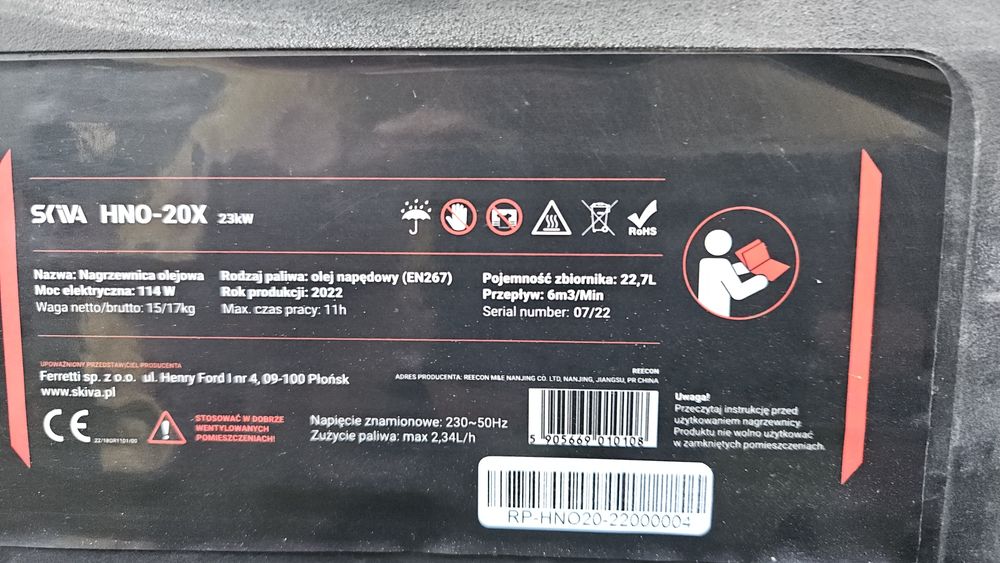 SKIVA HNO-20X 23kW
RoHS
Nazwa: Nagrzewnica olejowa
Moc elektryczna: 114 W
Waga netto/brutto: 15/17kg
Rodzaj paliwa: olej napędowy (EN267)
Rok produkcji: 2022
Max. czas pracy: 11h
Pojemność zbiornika: 22,7L
Przepływ: 6m3/Min
Serial number: 07/22
UPOWAŻNIONY PRZEDSTAWICIEL PRODUCENTA
Ferretti sp. z o.o. ul. Henry Ford I nr 4, 09-100 Płońsk
www.skiva.pl
REECON
ADRES PRODUCENTA: REECON M&E NANJING CO. LTD, NANJING, JIANGSU, PR CHINA
CE
STOSOWAĆ W DOBRZE
WENTYLOWANYCH
POMIESZCZENIACH!
Napięcie znamionowe: 230~50Hz
Zużycie paliwa: max 2,34L/h
5 905669 010108
Uwaga!
Przeczytaj instrukcję przed
użytkowaniem nagrzewnicy.
Produktu nie wolno użytkować
w zamkniętych pomieszczeniach.
RP-HNO20-22000004